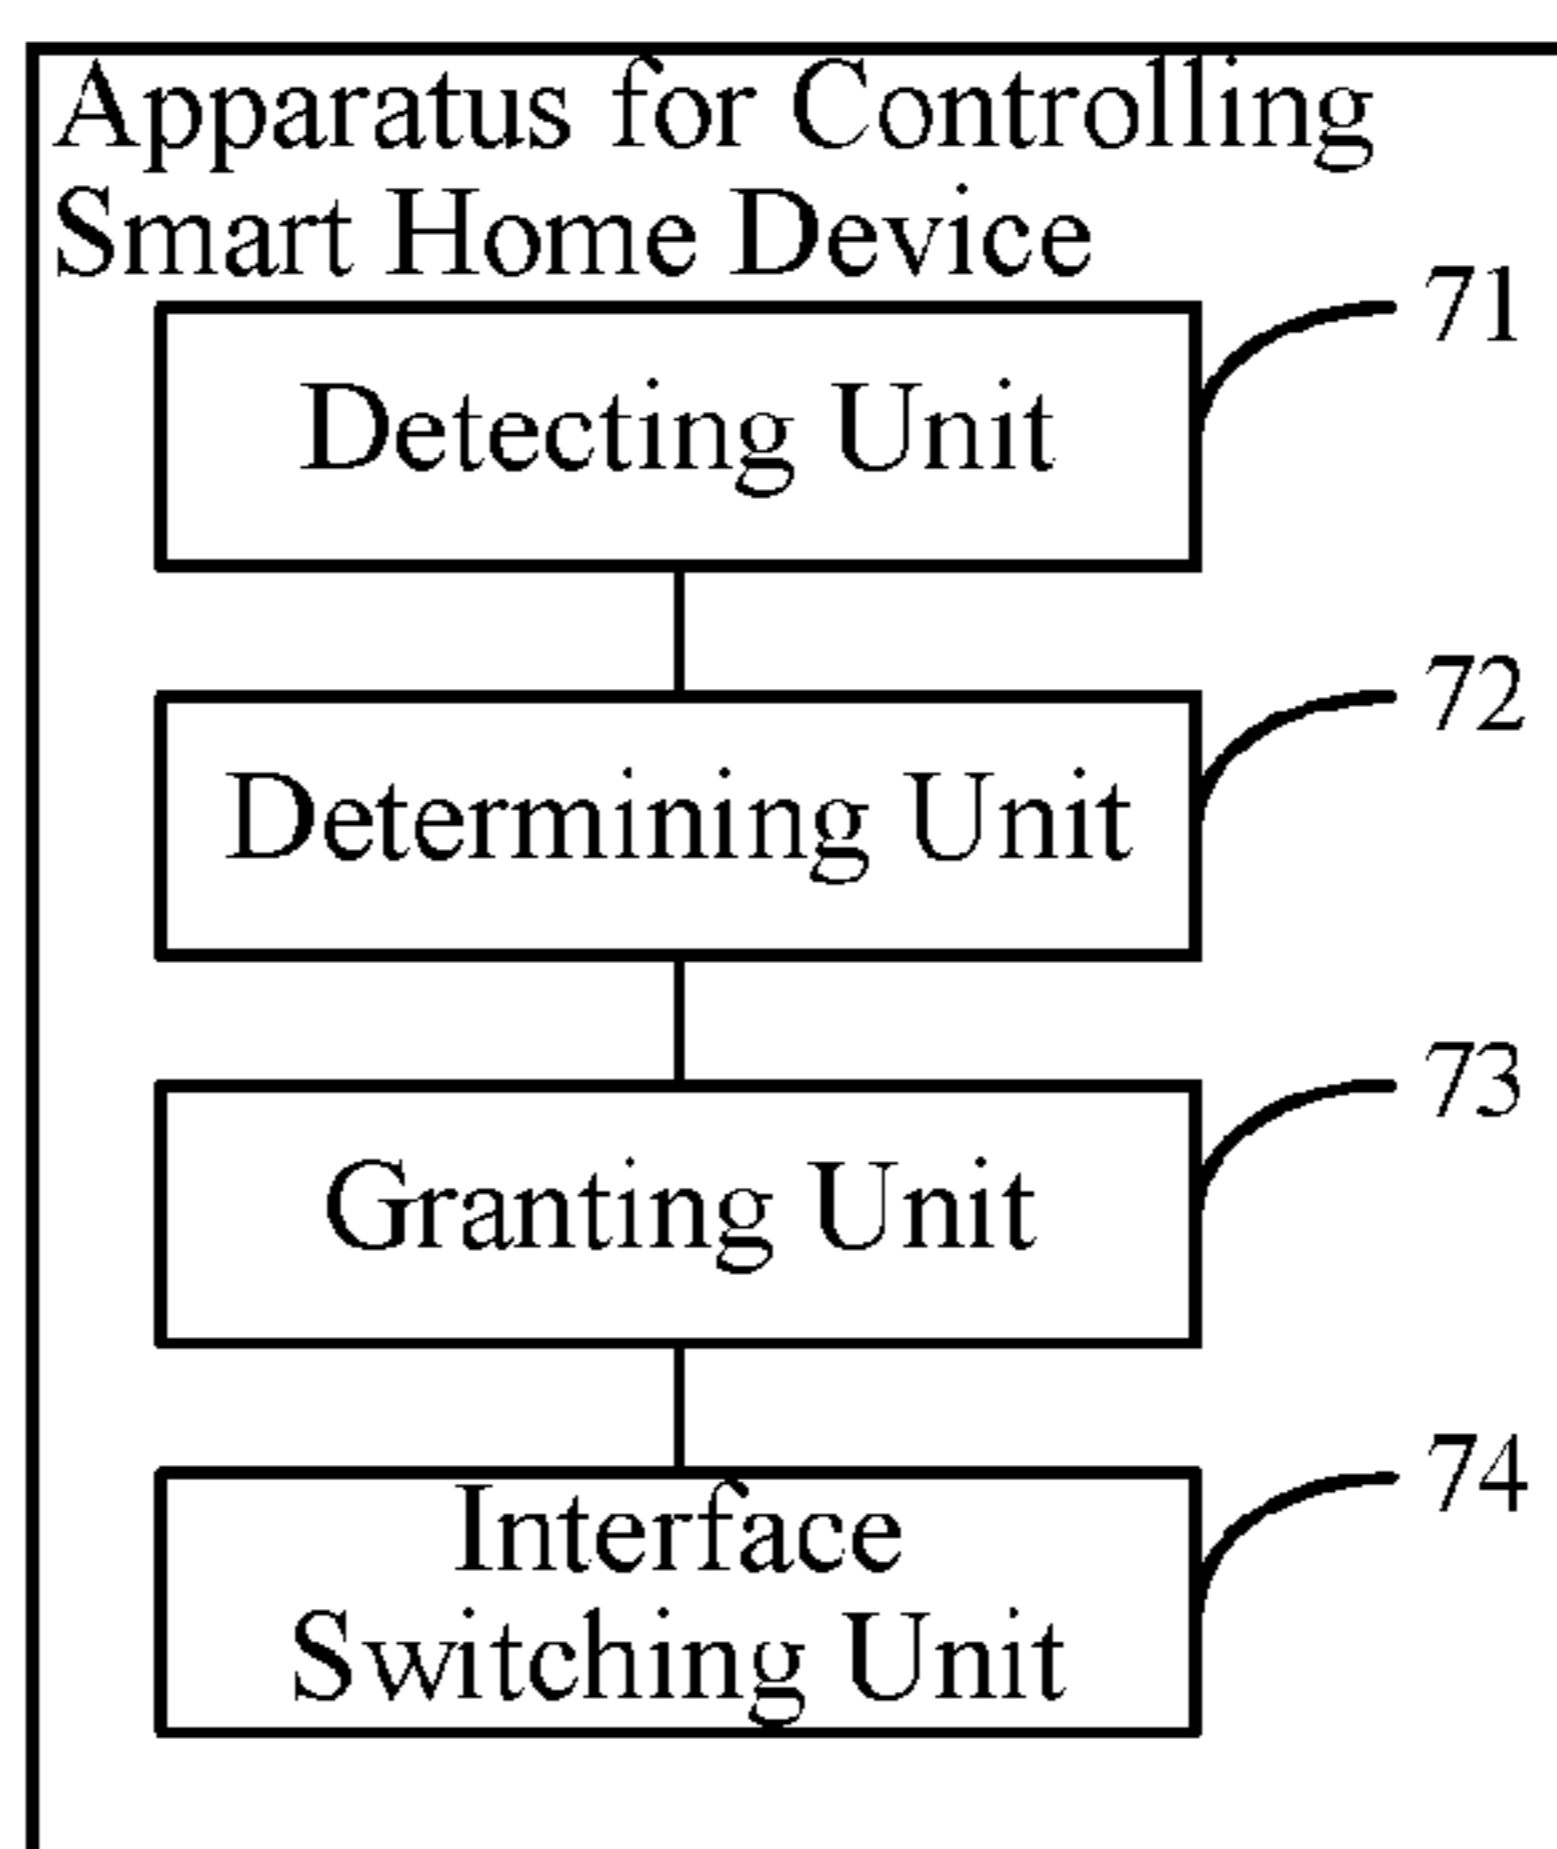 Apparatus for Controlling
Smart Home Device
71
Detecting Unit
72
Determining Unit
73
Granting Unit
74
Interface
Switching Unit